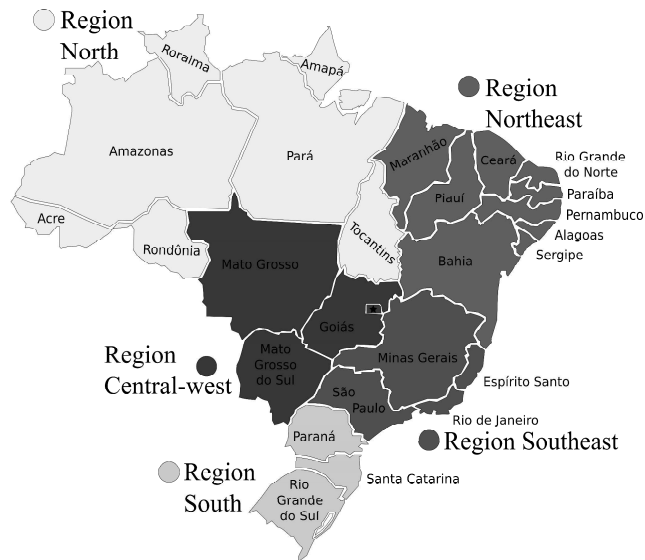 Region
North
Roraima
Amapá
Region
Northeast
Amazonas
Pará
Maranhão
Ceará
Rio Grande
do Norte
Piauí
Paraíba
Pernambuco
Acre
Rondônia
Tocantins
Alagoas
Sergipe
Mato Grosso
Bahia
Goiás
Region
Central-west
Mato
Grosso
do Sul
Minas Gerais
Espírito Santo
São
Paulo
Rio de Janeiro
Region Southeast
Paraná
Region
South
Santa Catarina
Rio
Grande
do Sul